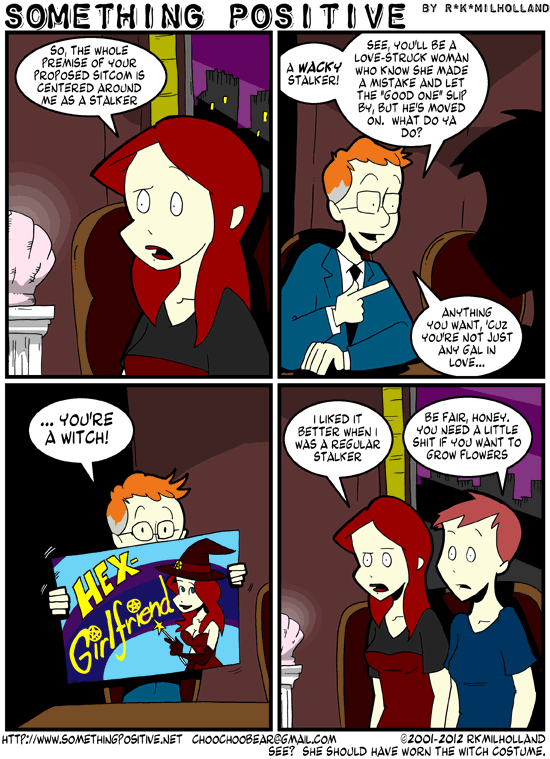 SOMETHING POSITIVE
BY R*K*MILHOLLAND
SO, THE WHOLE
PREMISE OF YOUR
PROPOSED SITCOM IS
CENTERED AROUND
ME AS A STALKER
A WACKY
STALKER!
SEE, YOU'LL BE A
LOVE-STRUCK WOMAN
WHO KNOW SHE MADE
A MISTAKE AND LET
THE "GOOD ONE" SLIP
BY, BUT HE'S MOVED
ON. WHAT DO YA
DO?
ANYTHING
YOU WANT, 'CUZ
YOU'RE NOT JUST
ANY GAL IN
LOVE...
... YOU'RE
A WITCH!
HEX-
Girlfriend
I LIKED IT
BETTER WHEN I
WAS A REGULAR
STALKER
BE FAIR, HONEY.
YOU NEED A LITTLE
SHIT IF YOU WANT TO
GROW FLOWERS
HTTP://WWW.SOMETHINGPOSITIVE.NET CHOOCHOOBEAR@GMAIL.COM ©2001-2012 RKMILHOLLAND
SEE? SHE SHOULD HAVE WORN THE WITCH COSTUME.